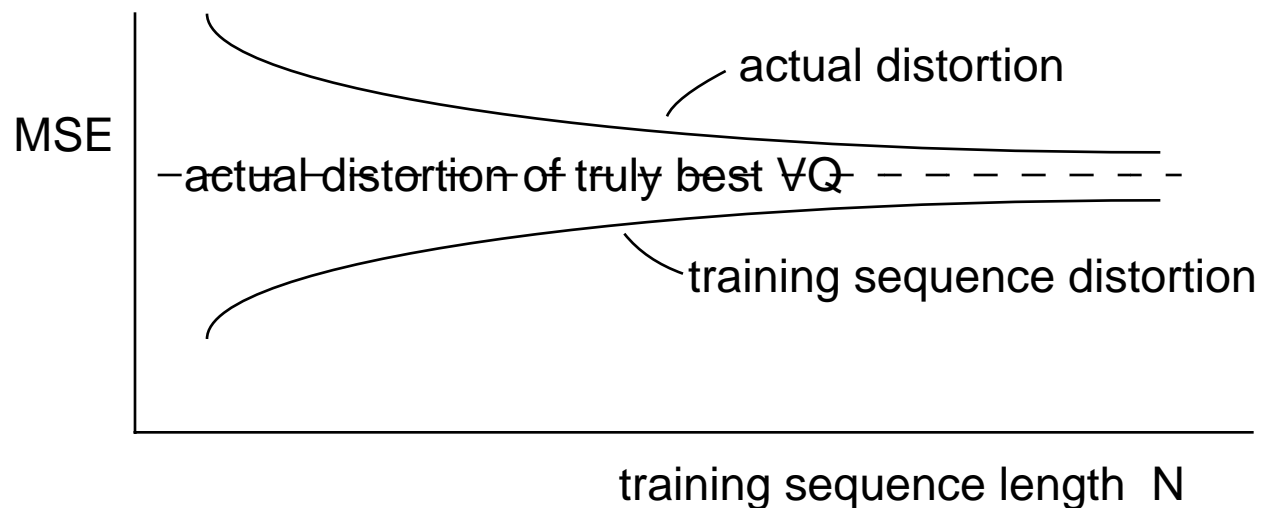 actual distortion
MSE
actual distortion of truly best VQ
training sequence distortion
training sequence length N